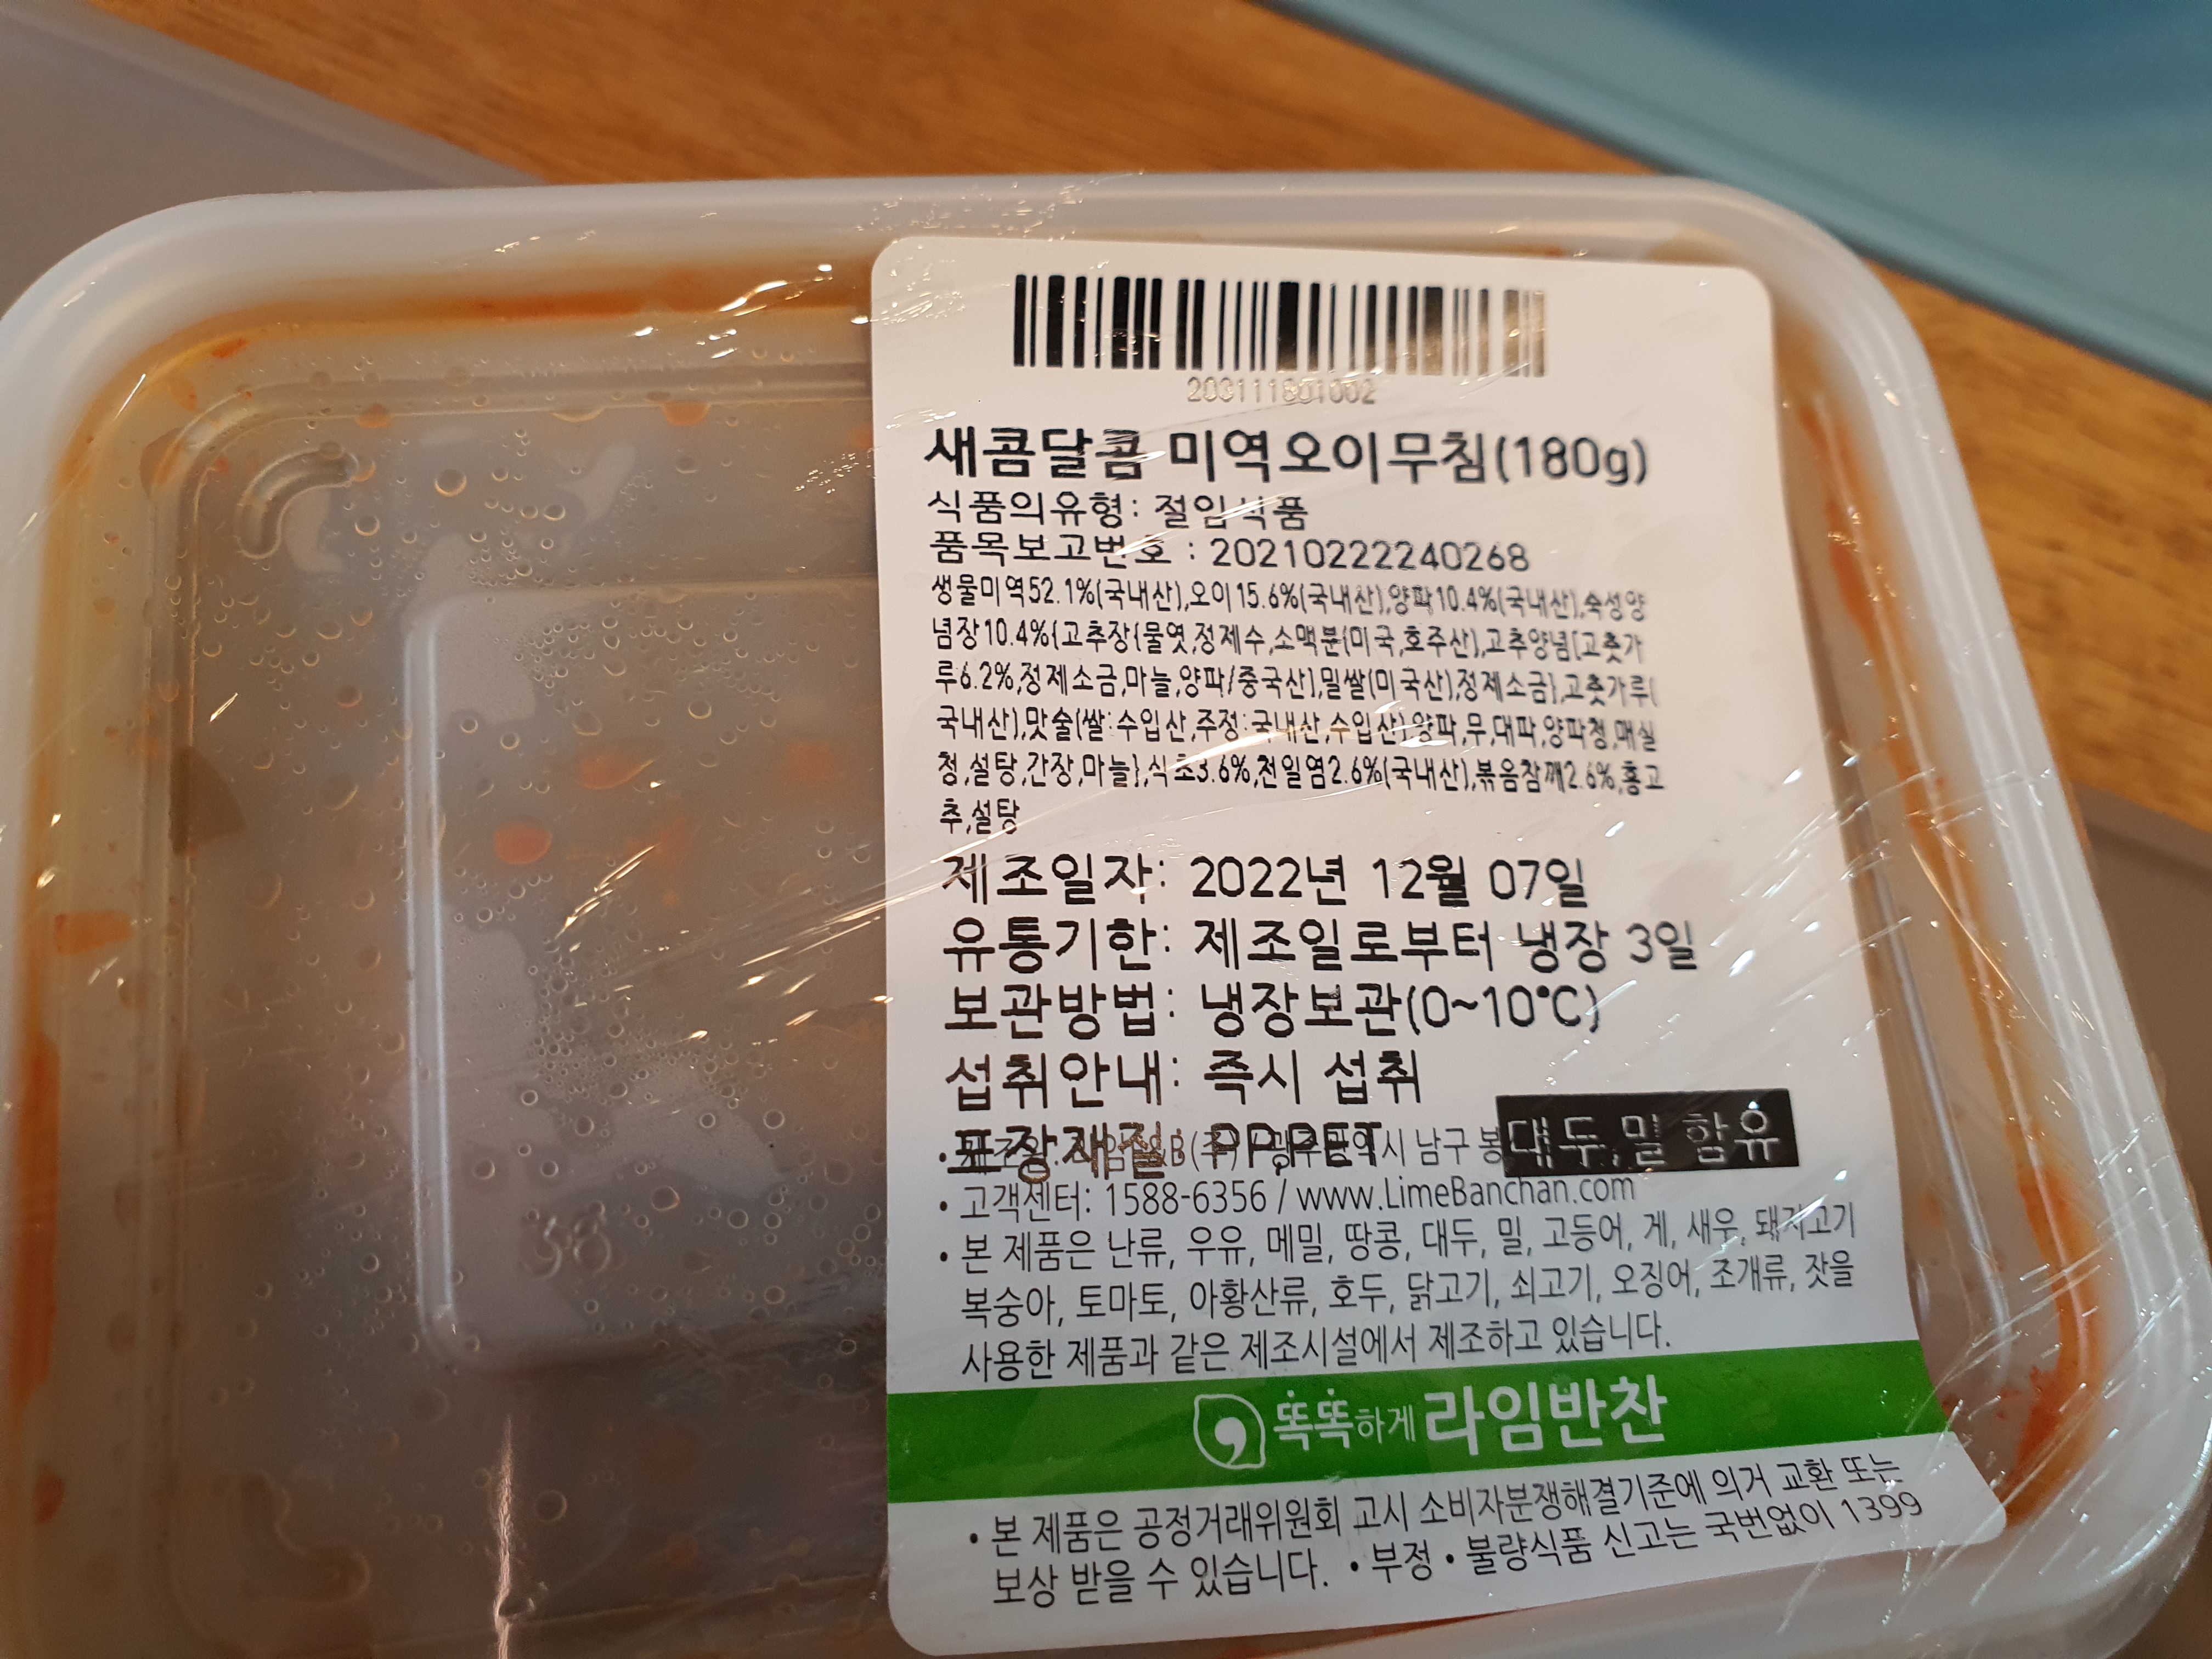 203111801002
새콤달콤 미역오이무침(180g)
식품의유형: 절임식품
품목보고번호 : 20210222240268
생물미역52.1%(국내산),오이15.6%(국내산),양파10.4%(국내산),숙성양
념장10.4%{고추장{물엿,정제수,소맥분(미국,호주산),고추양념[고춧가
루6.2%,정제소금,마늘,양파/중국산],밀쌀(미국산),정제소금},고춧가루(
국내산),맛술(쌀:수입산,주정:국내산,수입산),양파,무,대파,양파청,매실
청,설탕,간장,마늘},식초3.6%,천일염2.6%(국내산),볶음참깨2.6%,홍고
추,설탕
제조일자: 2022년 12월 07일
유통기한: 제조일로부터 냉장 3일
보관방법: 냉장보관(0~10℃)
섭취안내: 즉시 섭취
포장재질: PP,PET
시 남구 봉
대두,밀 함유
• 고객센터: 1588-6356 / www.LimeBanchan.com
• 본 제품은 난류, 우유, 메밀, 땅콩, 대두, 밀, 고등어, 게, 새우, 돼지고기
복숭아, 토마토, 아황산류, 호두, 닭고기, 쇠고기, 오징어, 조개류, 잣을
사용한 제품과 같은 제조시설에서 제조하고 있습니다.
똑똑하게 라임반찬
• 본 제품은 공정거래위원회 고시 소비자분쟁해결기준에 의거 교환 또는
보상 받을 수 있습니다. • 부정 • 불량식품 신고는 국번없이 1399
38